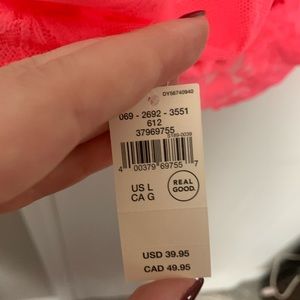 OY56740940
069 - 2692 - 3551
612
37969755
4 00379 69755 7
US L
CA G
REAL
GOOD.
USD 39.95
CAD 49.95